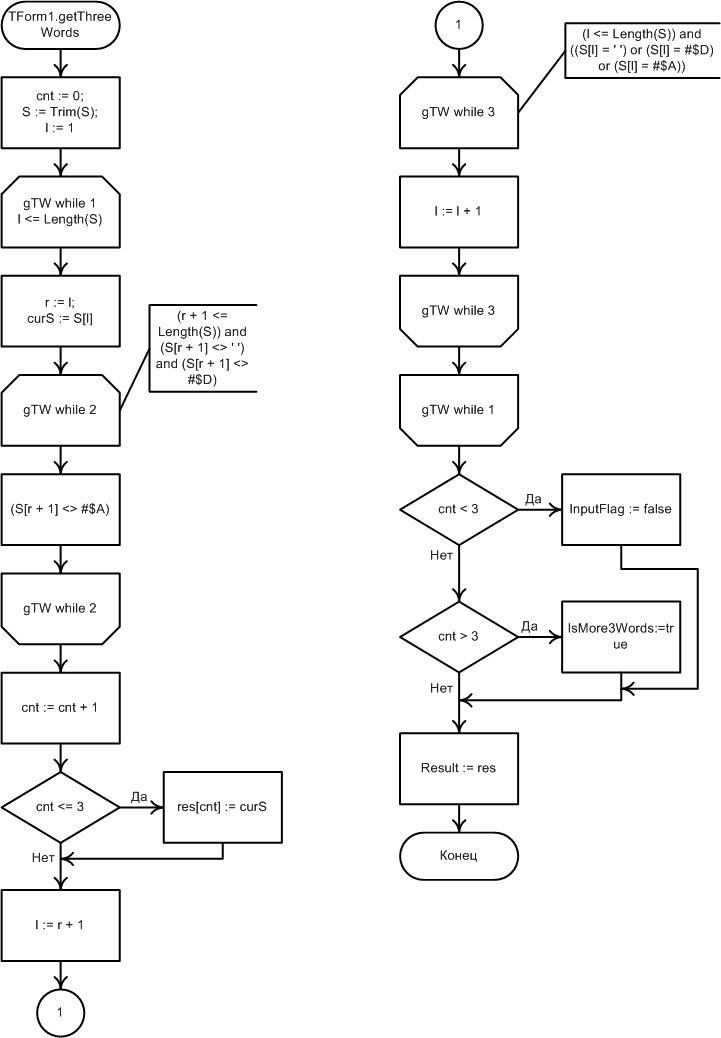 TForm1.getThree
Words
cnt := 0;
S := Trim(S);
I := 1
gTW while 1
I <= Length(S)
r := I;
curS := S[I]
(r + 1 <=
Length(S)) and
(S[r + 1] <> ' ')
and (S[r + 1] <>
#$D)
gTW while 2
(S[r + 1] <> #$A)
gTW while 2
cnt := cnt + 1
cnt <= 3
Да
res[cnt] := curS
Нет
I := r + 1
1
1
(I <= Length(S)) and
((S[I] = ' ') or (S[I] = #$D)
or (S[I] = #$A))
gTW while 3
I := I + 1
gTW while 3
gTW while 1
cnt < 3
Да
InputFlag := false
Нет
cnt > 3
Да
IsMore3Words:=tr
ue
Нет
Result := res
Конец